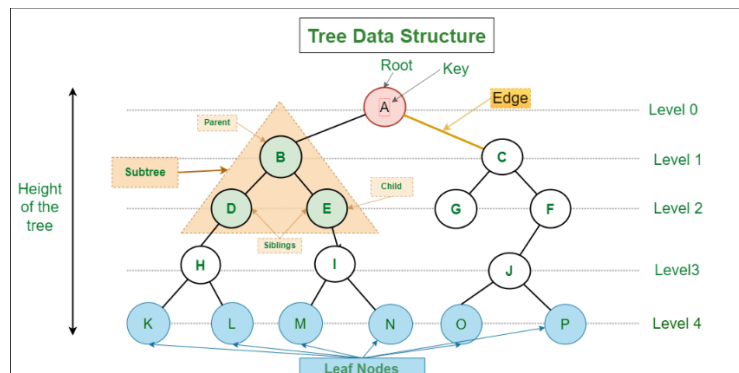 Tree Data Structure
Root
Key
A
Edge
Level 0
Parent
B
C
Level 1
Subtree
Child
Height
of the
tree
D
E
G
F
Level 2
Siblings
H
I
J
Level3
K
L
M
N
O
P
Level 4
Leaf Nodes